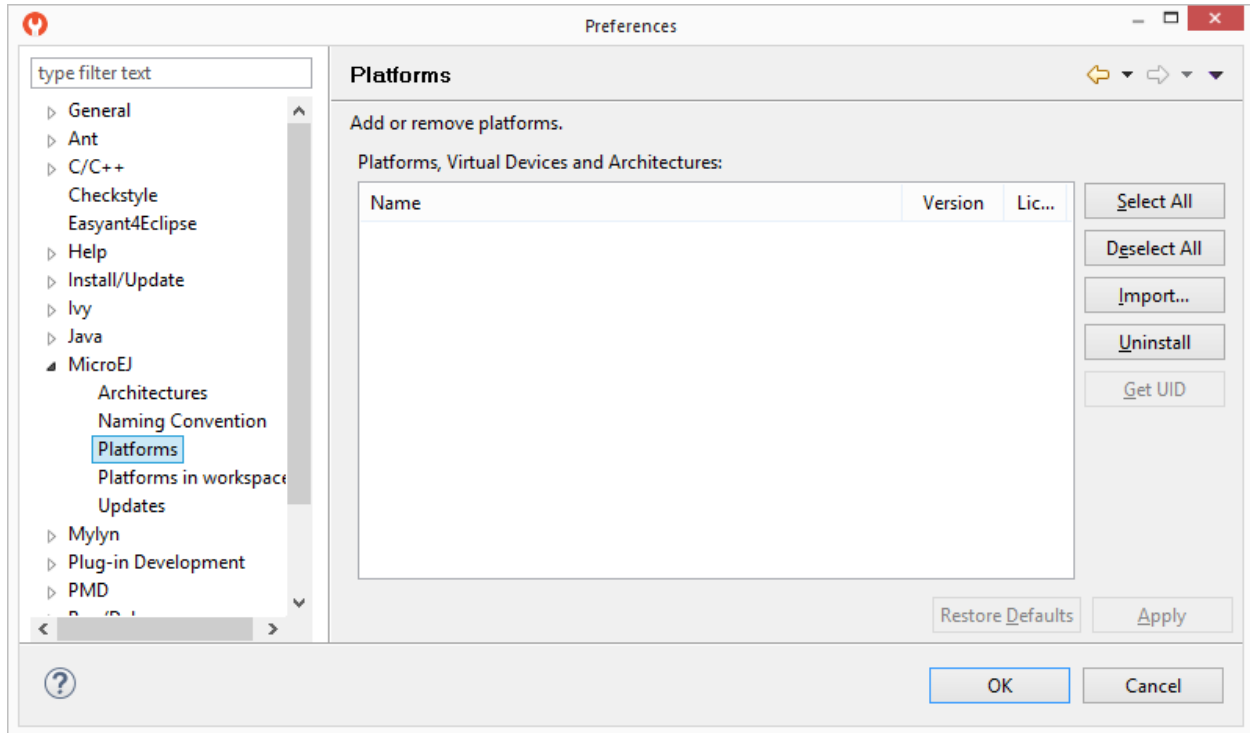 Preferences
type filter text
General
Ant
C/C++
Checkstyle
Easyant4Eclipse
Help
Install/Update
Ivy
Java
MicroEJ
Architectures
Naming Convention
Platforms
Platforms in workspace
Updates
Mylyn
Plug-in Development
PMD
Platforms
Add or remove platforms.
Platforms, Virtual Devices and Architectures:
Name Version Lic...
Select All
Deselect All
Import...
Uninstall
Get UID
Restore Defaults Apply
? OK Cancel